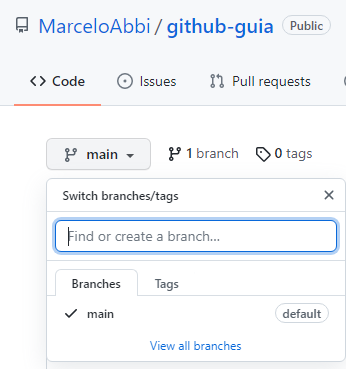 MarceloAbbi / github-guia Public
Code Issues Pull requests
main 1 branch 0 tags
Switch branches/tags
Find or create a branch...
Branches Tags
main default
View all branches